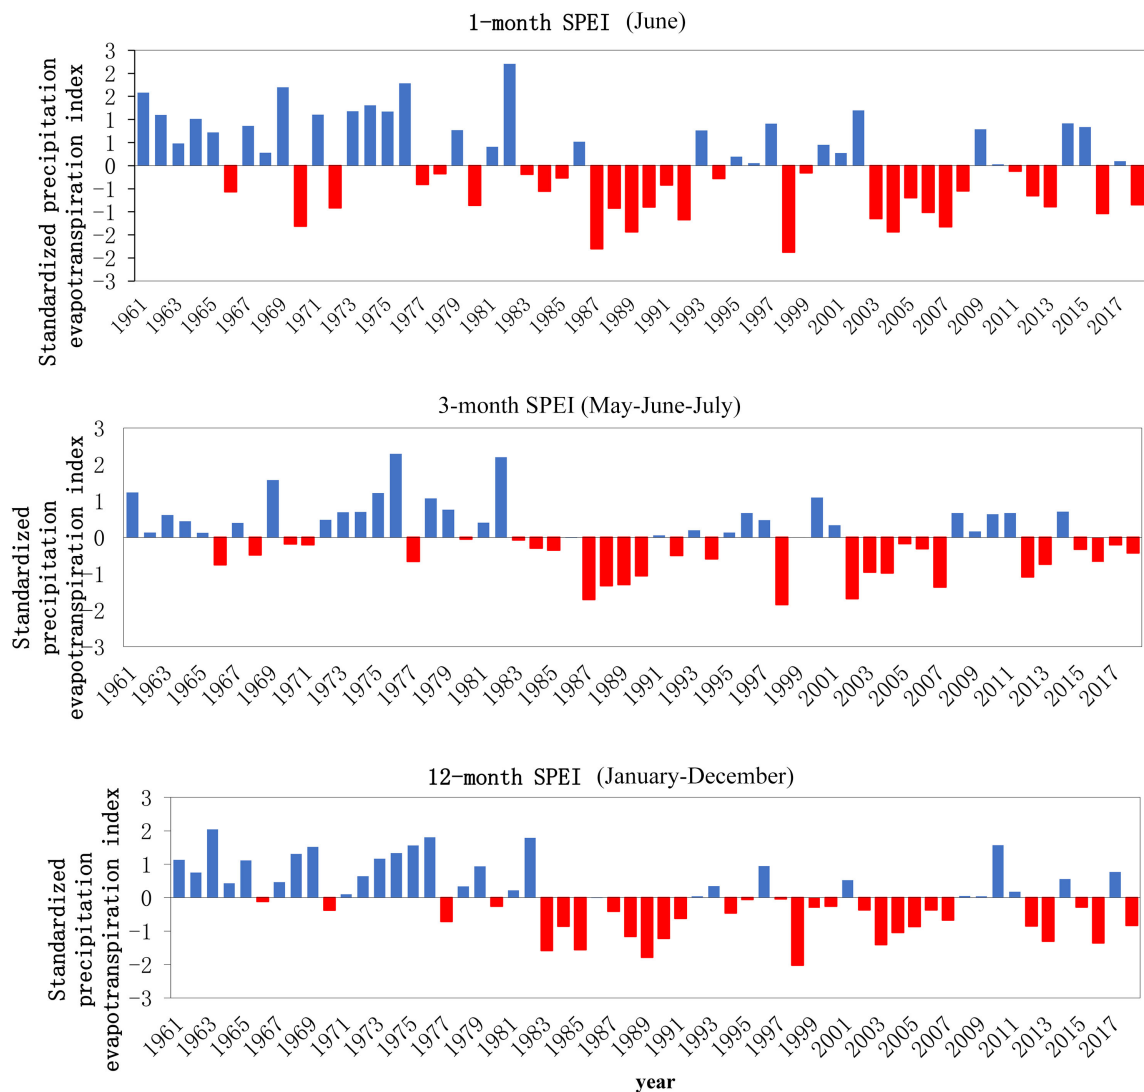 1-month SPEI (June)
Standardized precipitation
evapotranspiration index
3
2
2
1
1
0
-1
-1
-2
-2
-3
1961 1963 1965 1967 1969 1971 1973 1975 1977 1979 1981 1983 1985 1987 1989 1991 1993 1995 1997 1999 2001 2003 2005 2007 2009 2011 2013 2015 2017
3-month SPEI (May-June-July)
Standardized
precipitation
evapotranspiration index
3
2
1
0
-1
-2
-3
1961 1963 1965 1967 1969 1971 1973 1975 1977 1979 1981 1983 1985 1987 1989 1991 1993 1995 1997 1999 2001 2003 2005 2007 2009 2011 2013 2015 2017
12-month SPEI (January-December)
Standardized
precipitation
evapotranspiration index
3
2
1
0
-1
-2
-3
1961 1963 1965 1967 1969 1971 1973 1975 1977 1979 1981 1983 1985 1987 1989 1991 1993 1995 1997 1999 2001 2003 2005 2007 2009 2011 2013 2015 2017
year